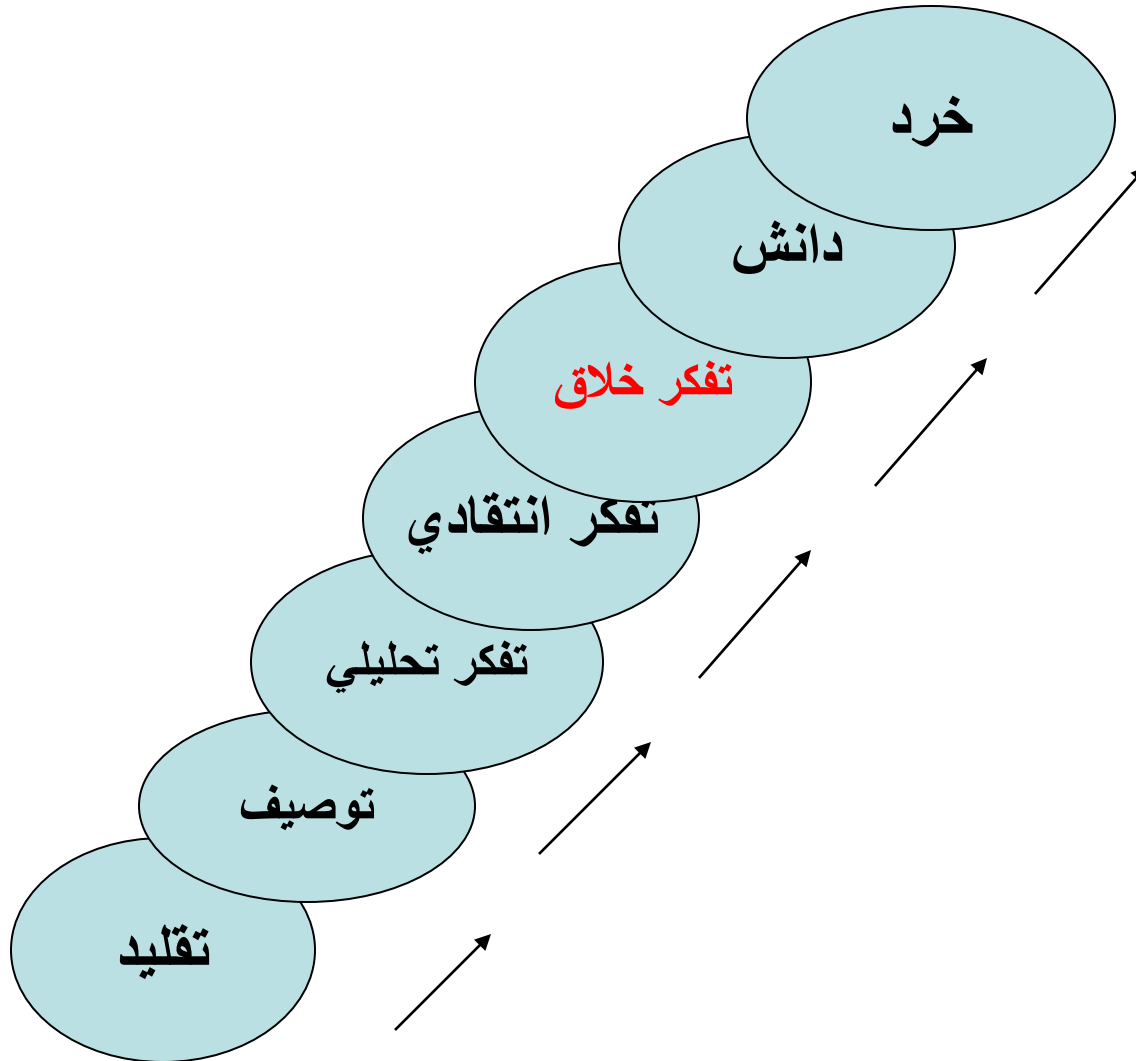 خرد
دانش
تفكر خلاق
تفكر انتقادي
تفكر تحليلي
توصيف
تقليد